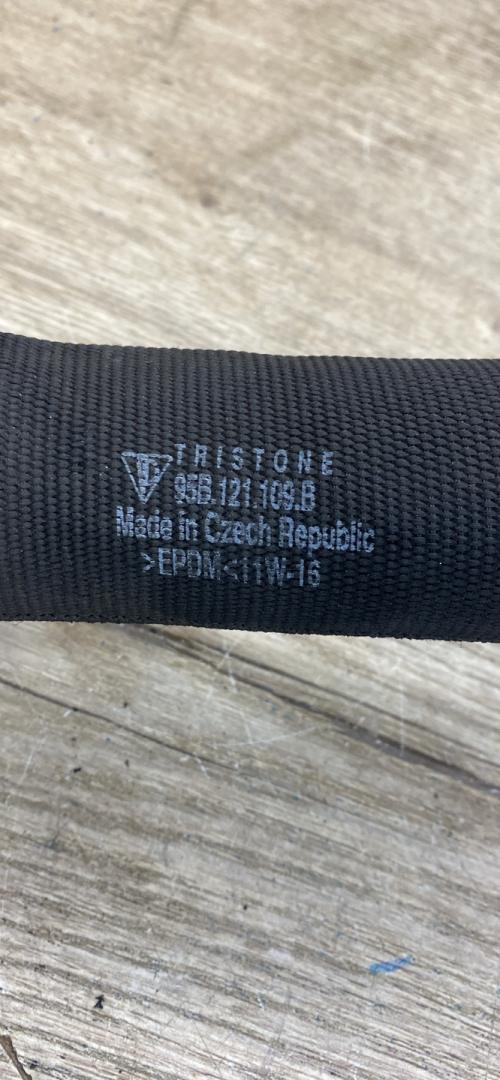 TRISTONE
95B.121.109.B
Made in Czech Republic
>EPDM<11W-16